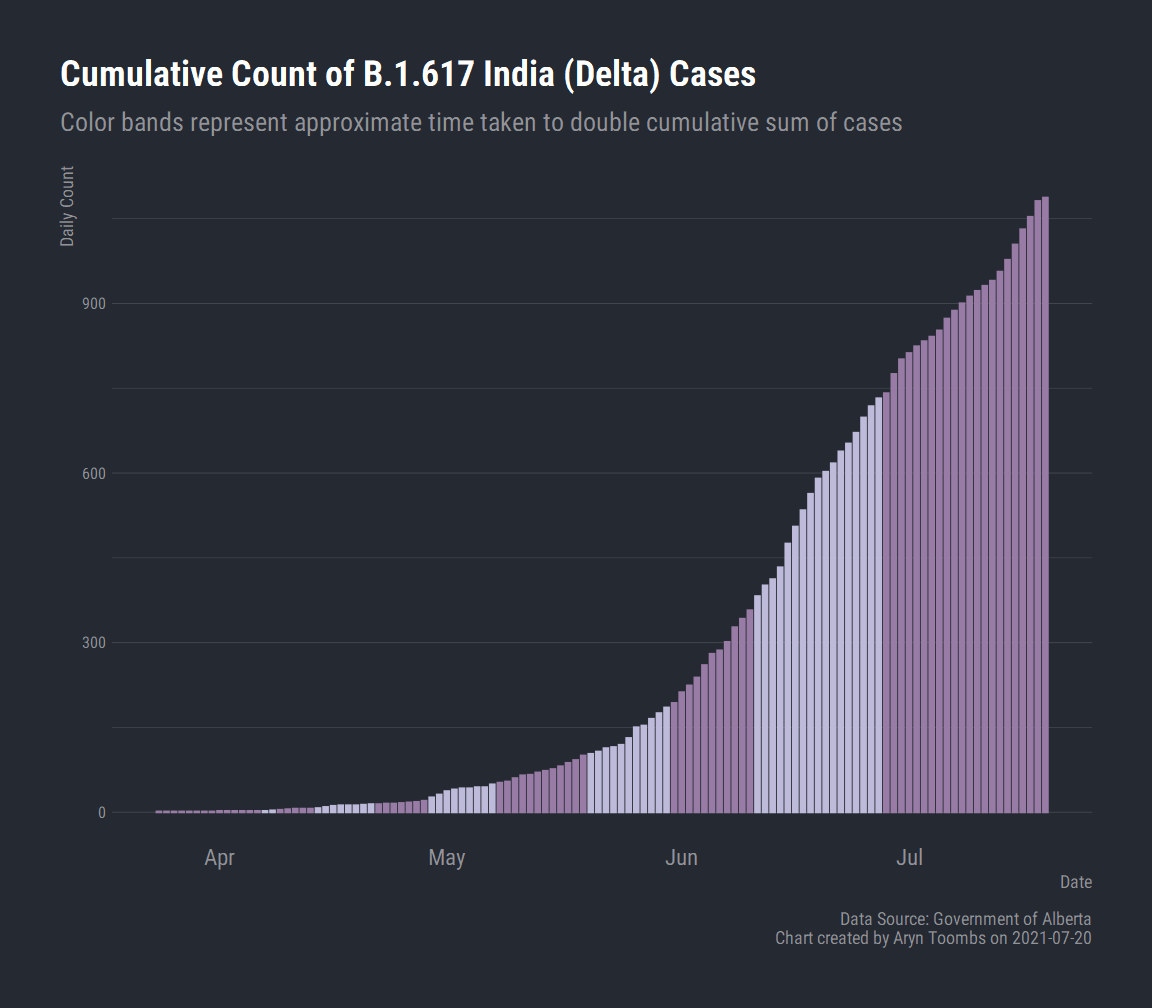 Cumulative Count of B.1.617 India (Delta) Cases
Color bands represent approximate time taken to double cumulative sum of cases
Daily Count
900
600
300
0
Apr May Jun Jul
Date
Data Source: Government of Alberta
Chart created by Aryn Toombs on 2021-07-20